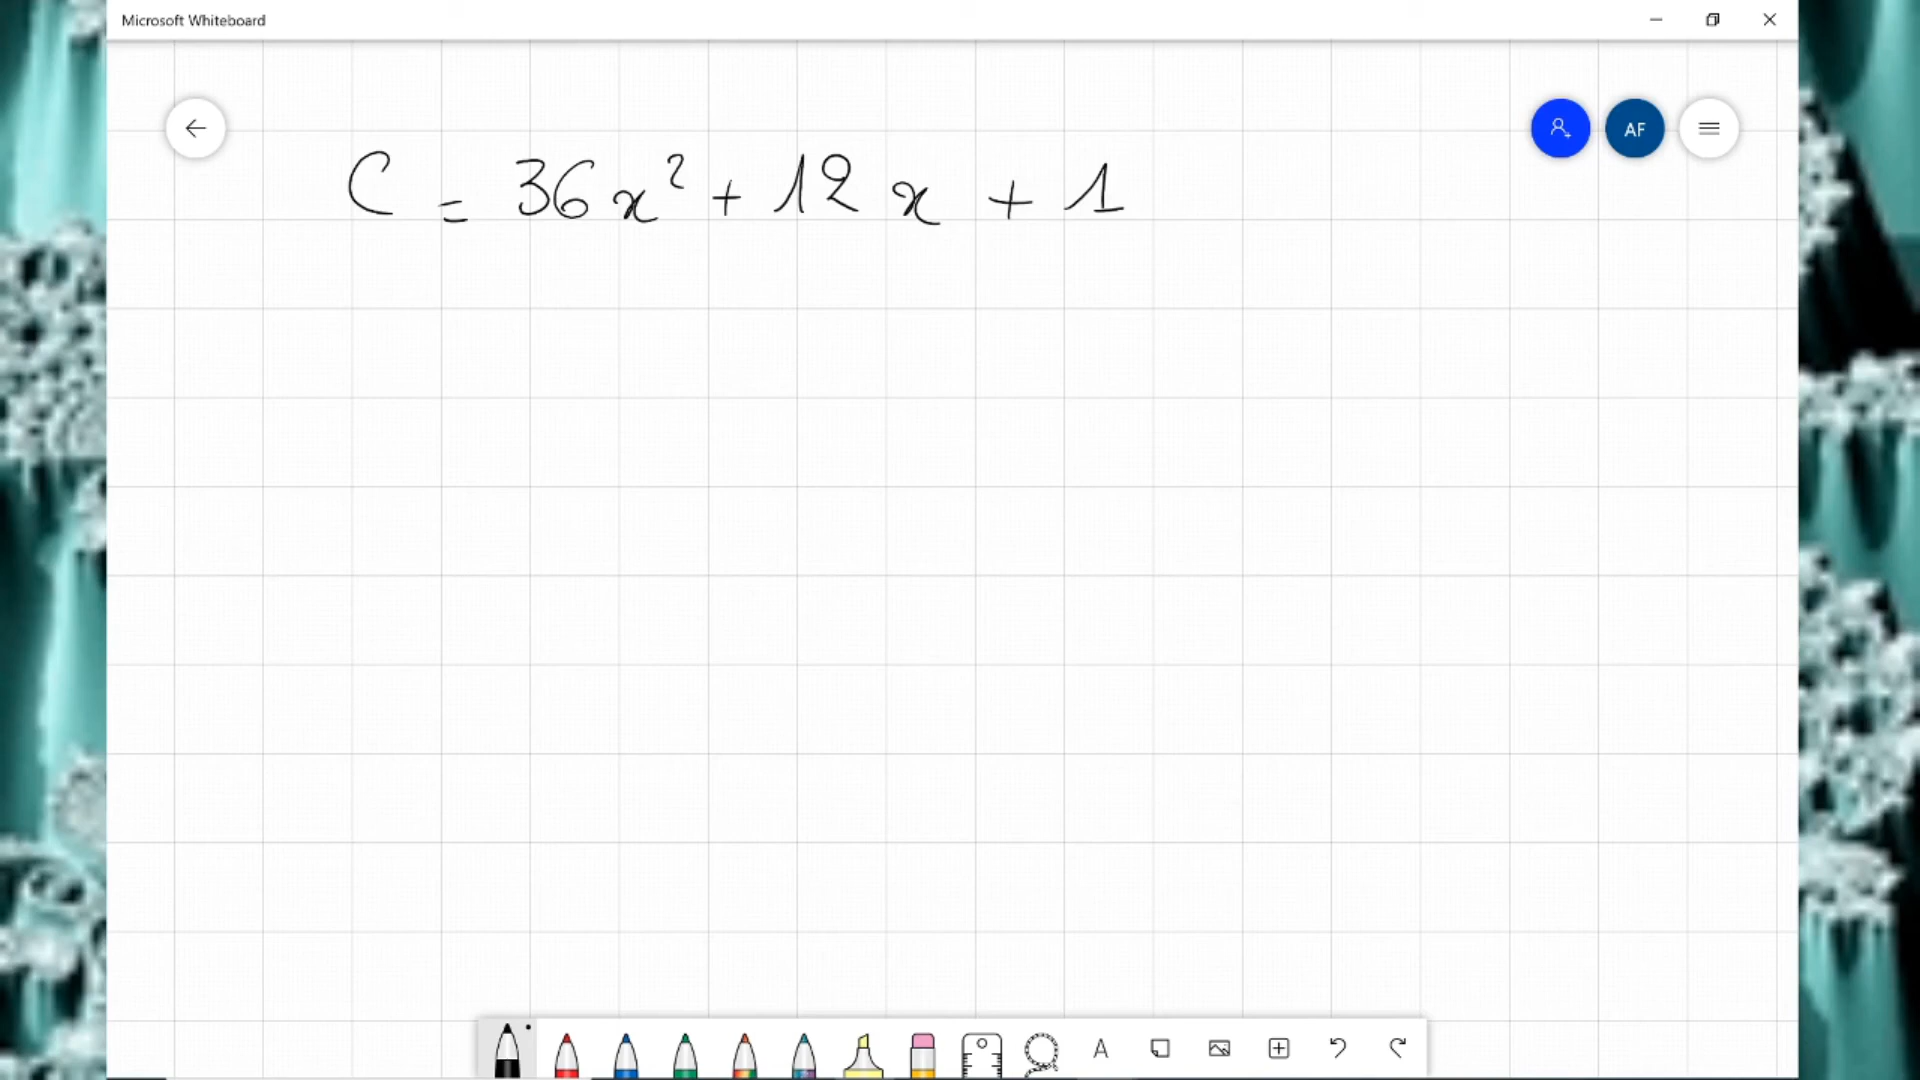 Microsoft Whiteboard
AF
C = 36x² + 12x + 1
A